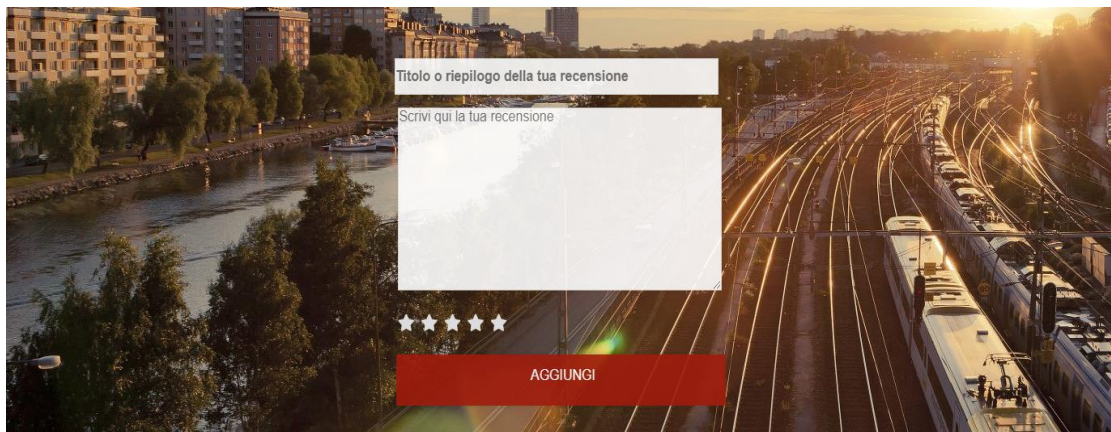 Titolo o riepilogo della tua recensione
Scrivi qui la tua recensione
AGGIUNGI